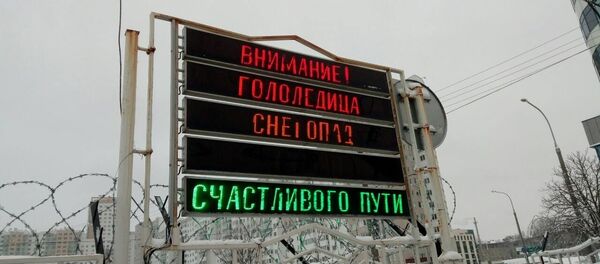 ВНИМАНИЕ!
ГОЛОЛЕДИЦА
СНЕГОПАД
СЧАСТЛИВОГО ПУТИ